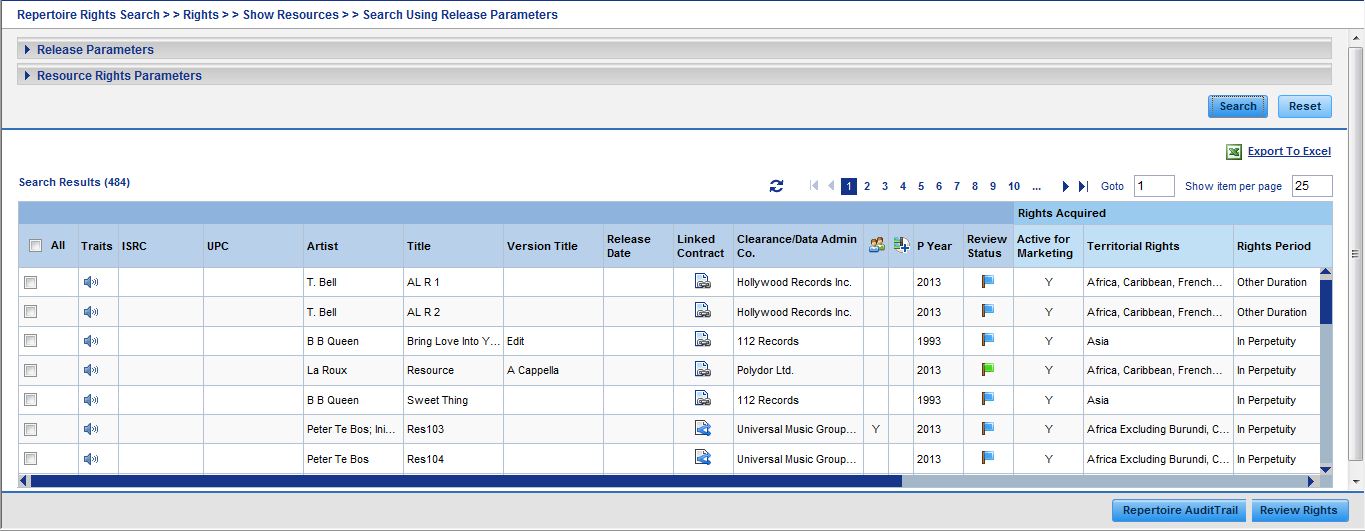 Repertoire Rights Search > > Rights > > Show Resources > > Search Using Release Parameters
Release Parameters
Resource Rights Parameters
Search Reset
Export To Excel
Search Results (484) 1 2 3 4 5 6 7 8 9 10 ... Goto 1 Show item per page 25
Rights Acquired
All Traits ISRC UPC Artist Title Version Title Release Date Linked Contract Clearance/Data Admin Co. P Year Review Status Active for Marketing Territorial Rights Rights Period
T. Bell AL R 1 Hollywood Records Inc. 2013 Y Africa, Caribbean, French... Other Duration
T. Bell AL R 2 Hollywood Records Inc. 2013 Y Africa, Caribbean, French... Other Duration
B B Queen Bring Love Into Y... Edit 112 Records 1993 Y Asia In Perpetuity
La Roux Resource A Cappella Polydor Ltd. 2013 Y Africa, Caribbean, French... In Perpetuity
B B Queen Sweet Thing 112 Records 1993 Y Asia In Perpetuity
Peter Te Bos; Ini... Res103 Universal Music Group... Y 2013 Y Africa Excluding Burundi, C... In Perpetuity
Peter Te Bos Res104 Universal Music Group... 2013 Y Africa Excluding Burundi, C... In Perpetuity
Repertoire AuditTrail Review Rights